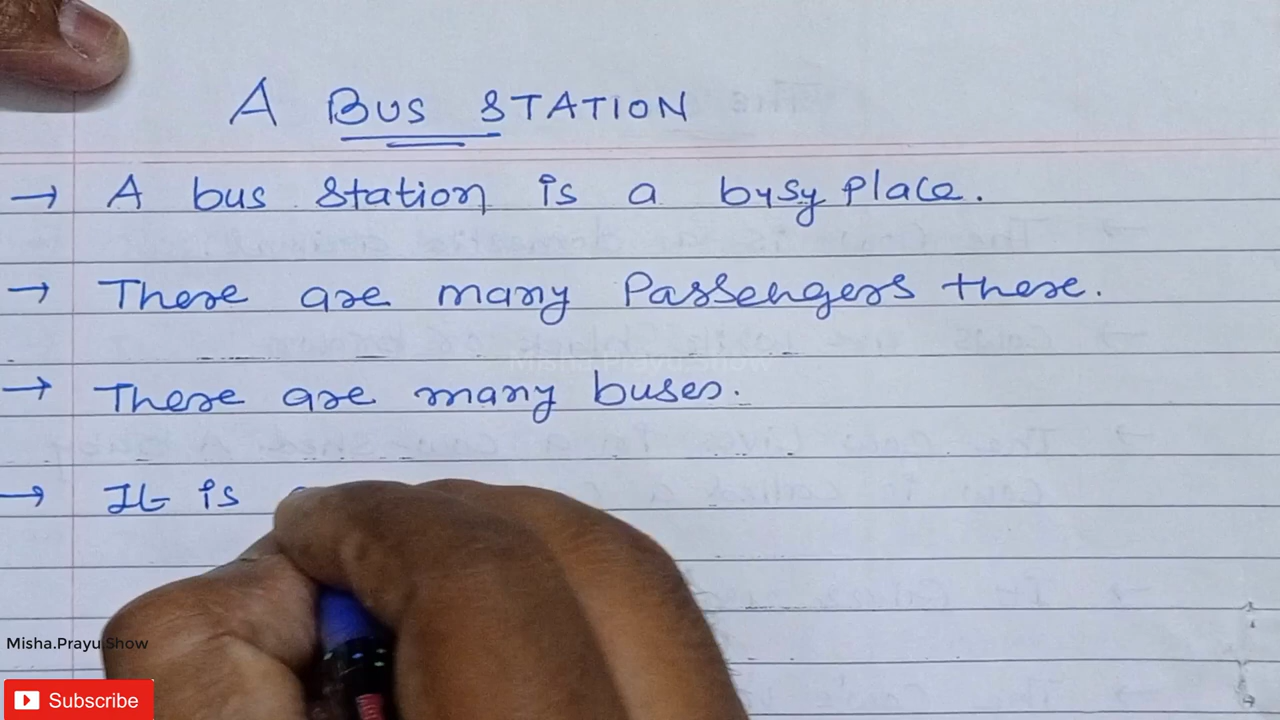 A BUS STATION
→ A bus station is a busy place.
→ There are many Passengers there.
→ There are many buses.
→ It is
Misha.Prayu Show
Subscribe